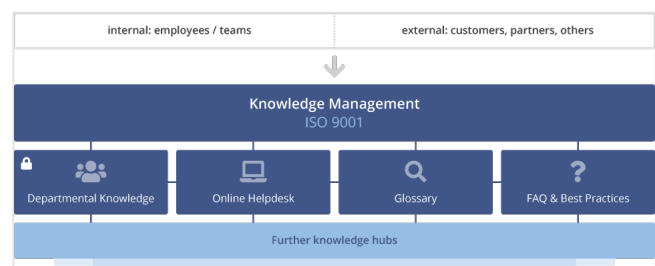 internal: employees / teams
external: customers, partners, others
Knowledge Management
ISO 9001
Departmental Knowledge
Online Helpdesk
Glossary
FAQ & Best Practices
Further knowledge hubs